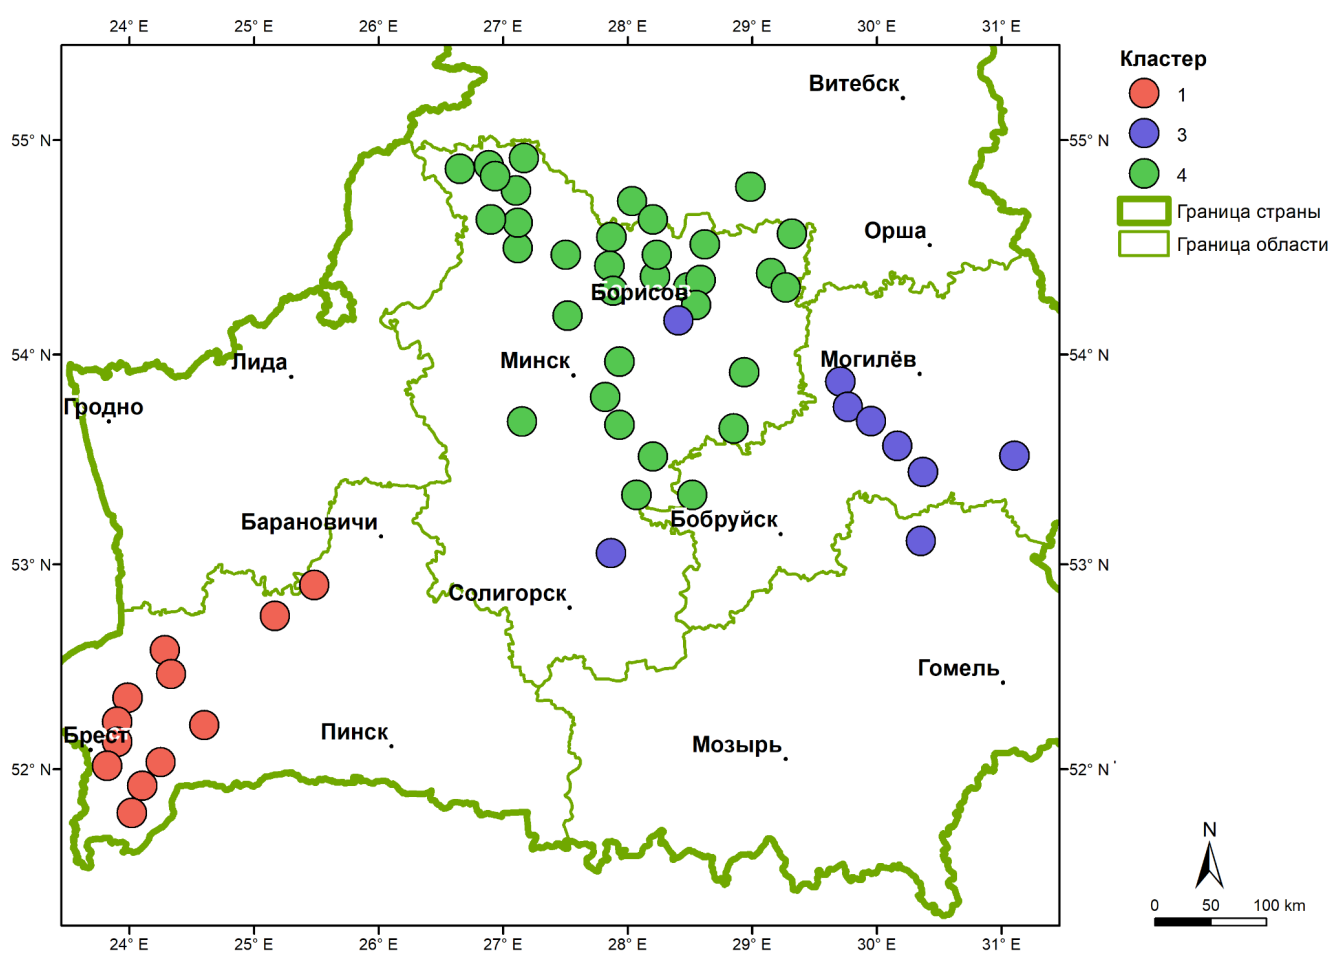 24° E 25° E 26° E 27° E 28° E 29° E 30° E 31° E
Кластер
1
3
4
Граница страны
Граница области
Витебск
55° N 55° N
Орша
Борисов
54° N 54° N
Лида
Минск
Могилёв
Гродно
Барановичи
Бобруйск
53° N 53° N
Солигорск
Гомель
Брест
Пинск
Мозырь
52° N 52° N
N
0 50 100 km
24° E 25° E 26° E 27° E 28° E 29° E 30° E 31° E